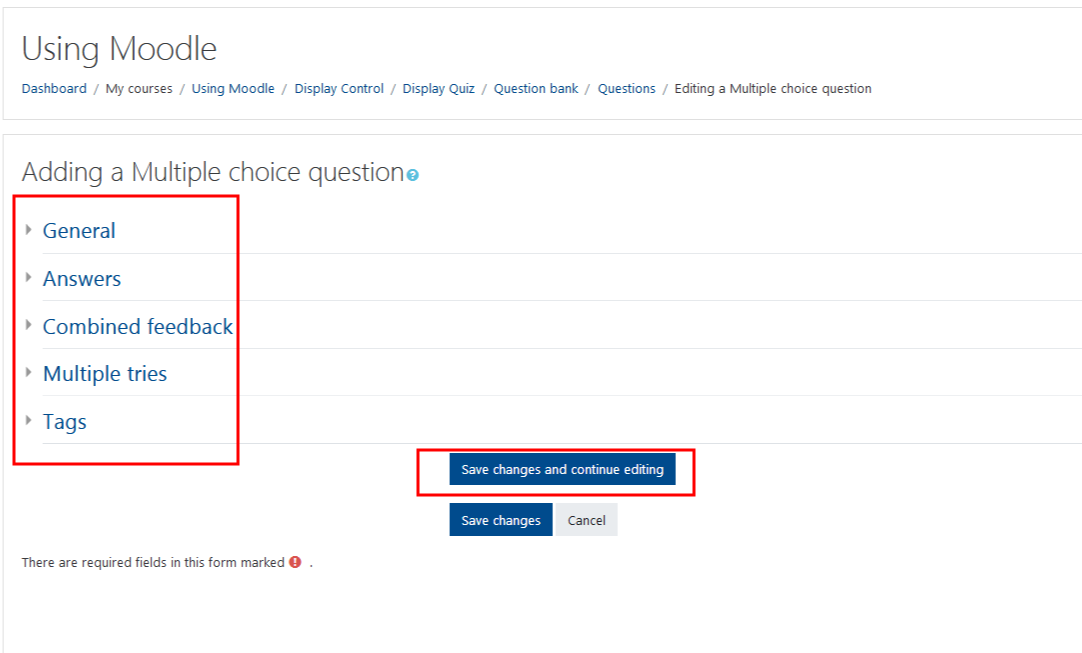 Using Moodle
Dashboard / My courses / Using Moodle / Display Control / Display Quiz / Question bank / Questions / Editing a Multiple choice question
Adding a Multiple choice question
General
Answers
Combined feedback
Multiple tries
Tags
Save changes and continue editing
Save changes Cancel
There are required fields in this form marked .